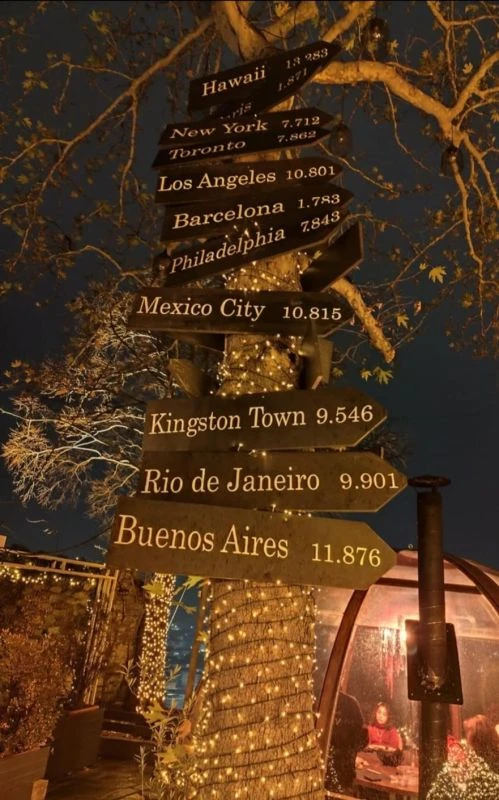 Hawaii 13.283
1.871
New York 7.712
Toronto 7.862
Los Angeles 10.801
Barcelona 1.783
Philadelphia 7.843
Mexico City 10.815
Kingston Town 9.546
Rio de Janeiro 9.901
Buenos Aires 11.876